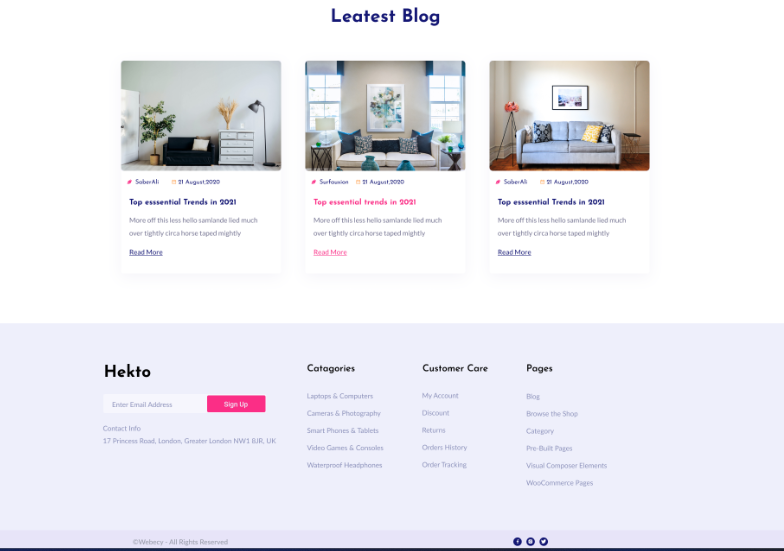 Leatest Blog
SaberAli 21 August,2020
Top esssential Trends in 2021
More off this less hello samlande lied much
over tightly circa horse taped mightly
Read More
Surfauxion 21 August,2020
Top essential trends in 2021
More off this less hello samlande lied much
over tightly circa horse taped mightly
Read More
SaberAli 21 August,2020
Top esssential Trends in 2021
More off this less hello samlande lied much
over tightly circa horse taped mightly
Read More
Hekto
Enter Email Address Sign Up
Contact Info
17 Princess Road, London, Greater London NW1 8JR, UK
Catagories
Laptops & Computers
Cameras & Photography
Smart Phones & Tablets
Video Games & Consoles
Waterproof Headphones
Customer Care
My Account
Discount
Returns
Orders History
Order Tracking
Pages
Blog
Browse the Shop
Category
Pre-Built Pages
Visual Composer Elements
WooCommerce Pages
©Webecy - All Rights Reserved